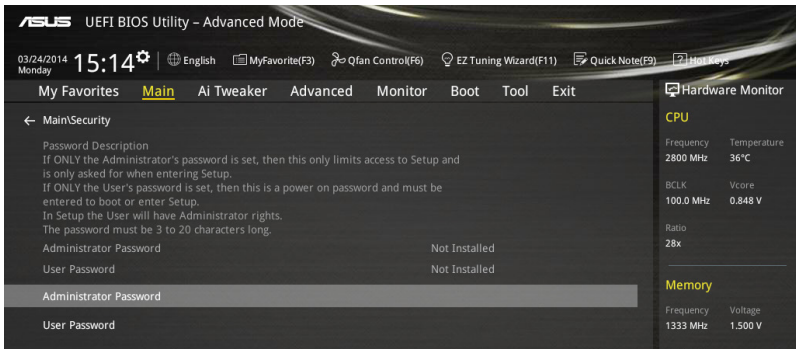 ASUS UEFI BIOS Utility – Advanced Mode
03/24/2014 Monday 15:14 English MyFavorite(F3) Qfan Control(F6) EZ Tuning Wizard(F11) Quick Note(F9) ? Hot Keys
My Favorites Main Ai Tweaker Advanced Monitor Boot Tool Exit Hardware Monitor
← Main\Security
Password Description
If ONLY the Administrator's password is set, then this only limits access to Setup and
is only asked for when entering Setup.
If ONLY the User's password is set, then this is a power on password and must be
entered to boot or enter Setup.
In Setup the User will have Administrator rights.
The password must be 3 to 20 characters long.
Administrator Password Not Installed
User Password Not Installed
Administrator Password
User Password
CPU
Frequency Temperature
2800 MHz 36°C
BCLK Vcore
100.0 MHz 0.848 V
Ratio
28x
Memory
Frequency Voltage
1333 MHz 1.500 V